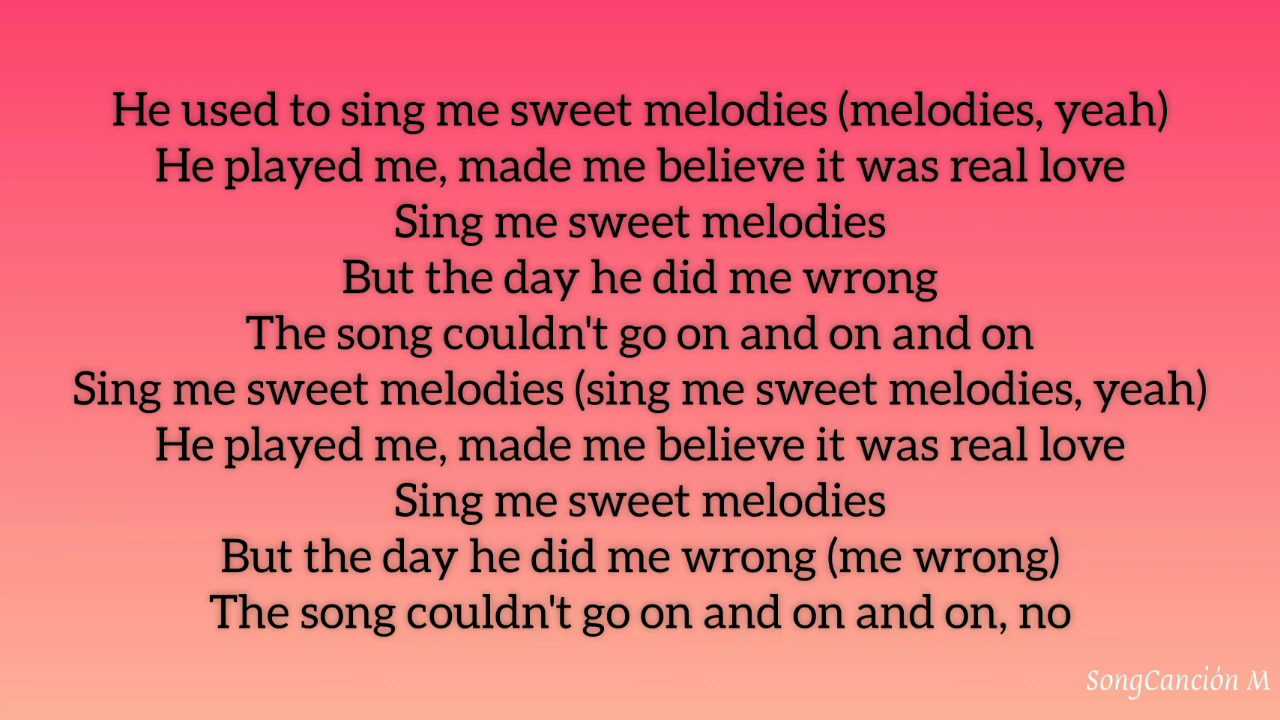 He used to sing me sweet melodies (melodies, yeah)
He played me, made me believe it was real love
Sing me sweet melodies
But the day he did me wrong
The song couldn't go on and on and on
Sing me sweet melodies (sing me sweet melodies, yeah)
He played me, made me believe it was real love
Sing me sweet melodies
But the day he did me wrong (me wrong)
The song couldn't go on and on and on, no
SongCanción M